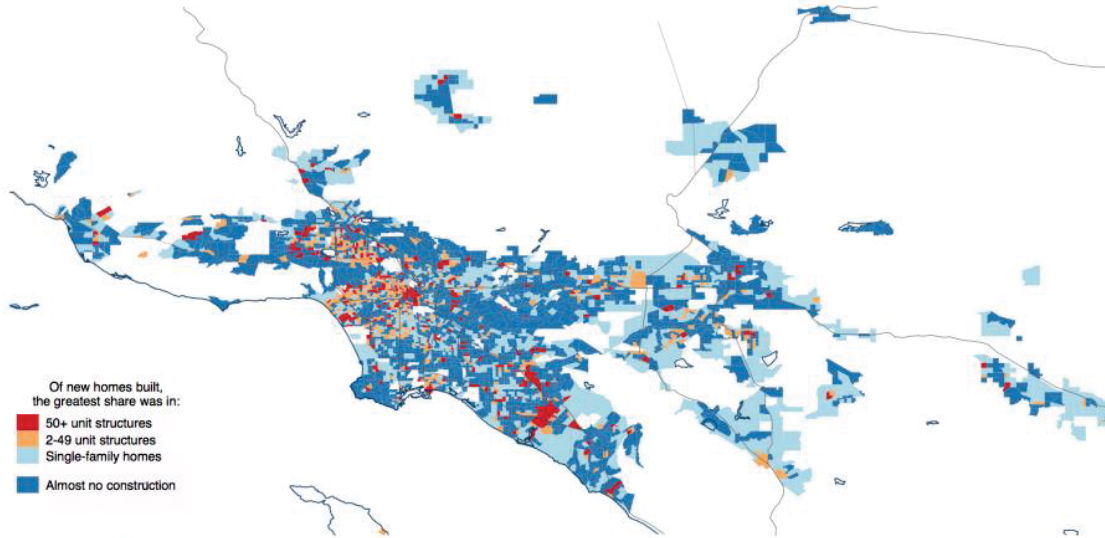 Of new homes built,
the greatest share was in:
50+ unit structures
2-49 unit structures
Single-family homes
Almost no construction